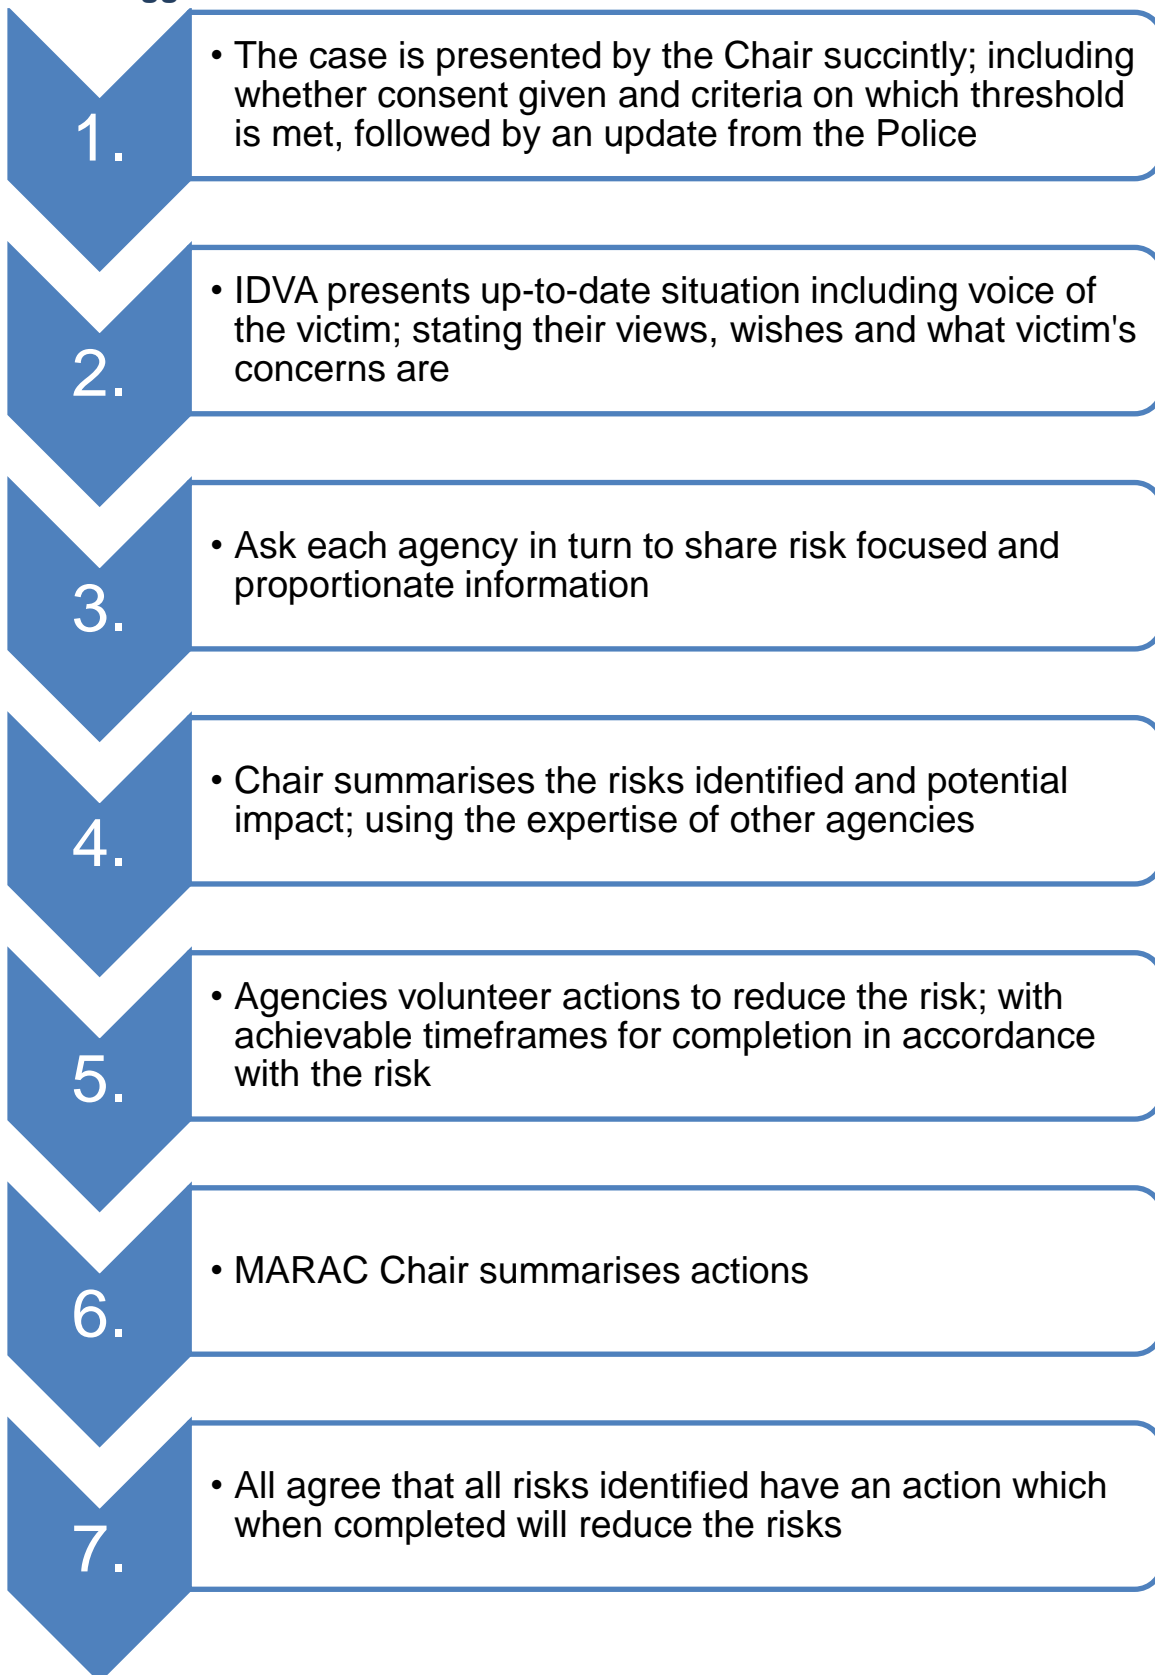 1.
• The case is presented by the Chair succintly; including
whether consent given and criteria on which threshold
is met, followed by an update from the Police
2.
• IDVA presents up-to-date situation including voice of
the victim; stating their views, wishes and what victim's
concerns are
3.
• Ask each agency in turn to share risk focused and
proportionate information
4.
• Chair summarises the risks identified and potential
impact; using the expertise of other agencies
5.
• Agencies volunteer actions to reduce the risk; with
achievable timeframes for completion in accordance
with the risk
6.
• MARAC Chair summarises actions
7.
• All agree that all risks identified have an action which
when completed will reduce the risks